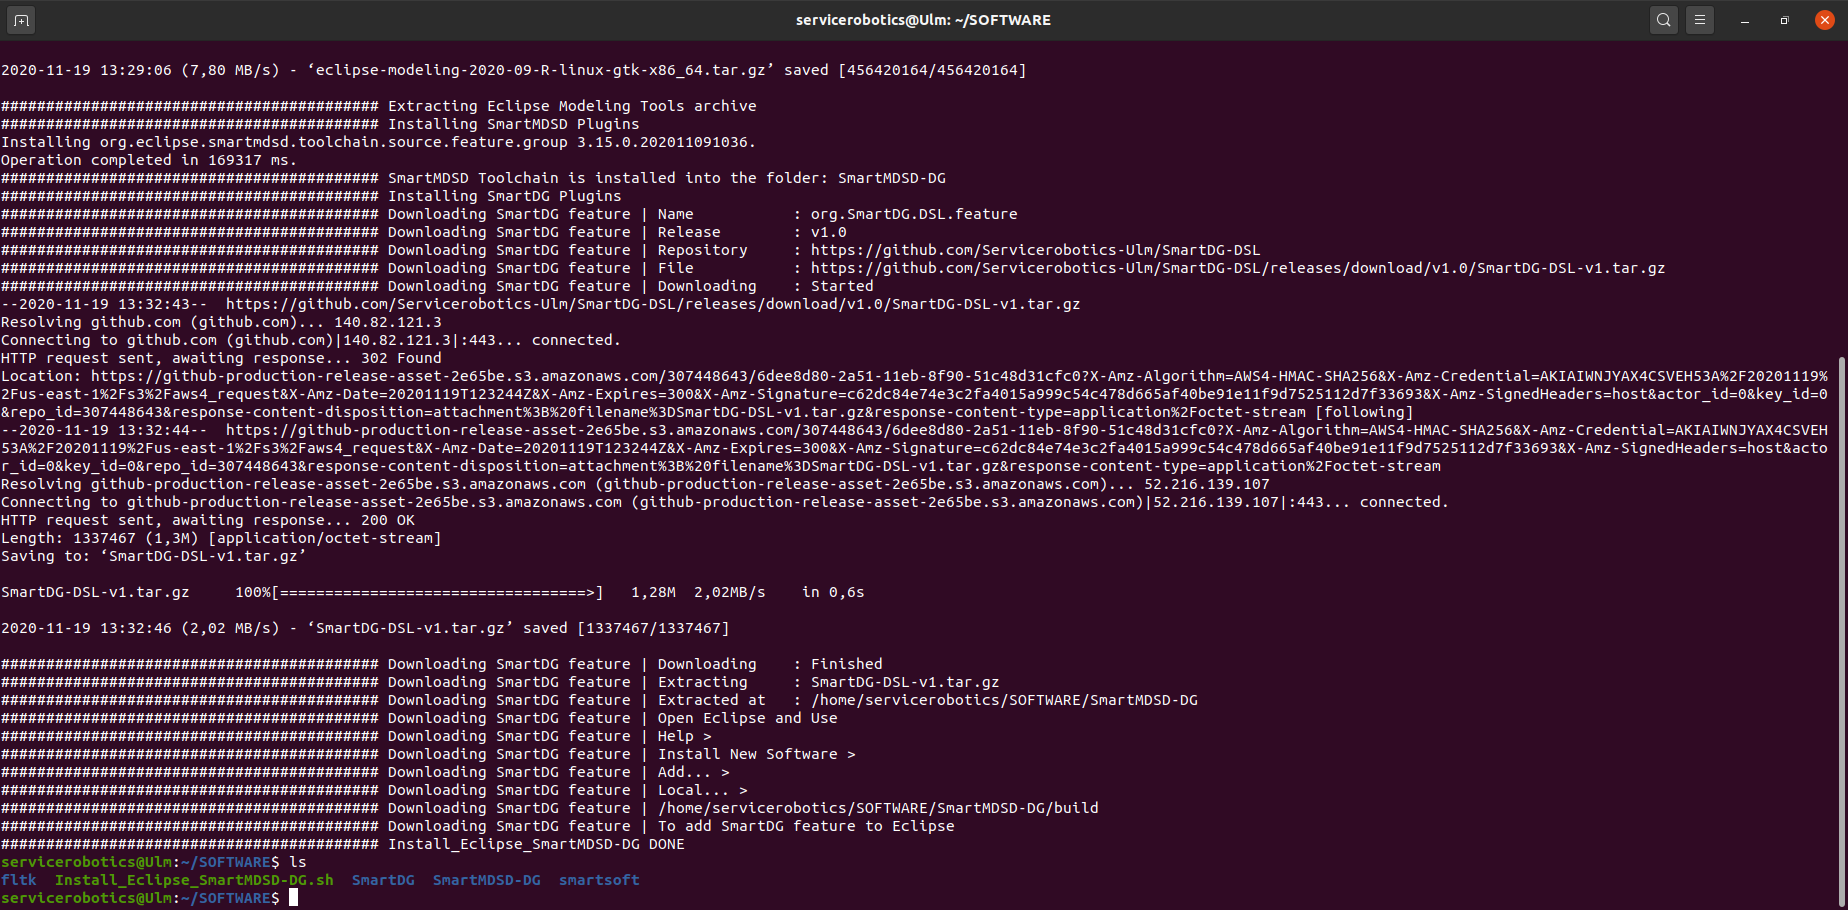 servicerobotics@Ulm: ~/SOFTWARE
2020-11-19 13:29:06 (7,80 MB/s) - ‘eclipse-modeling-2020-09-R-linux-gtk-x86_64.tar.gz’ saved [456420164/456420164]
########################################## Extracting Eclipse Modeling Tools archive
########################################## Installing SmartMDSD Plugins
Installing org.eclipse.smartmdsd.toolchain.source.feature.group 3.15.0.202011091036.
Operation completed in 169317 ms.
########################################## SmartMDSD Toolchain is installed into the folder: SmartMDSD-DG
########################################## Installing SmartDG Plugins
########################################## Downloading SmartDG feature | Name           : org.SmartDG.DSL.feature
########################################## Downloading SmartDG feature | Release        : v1.0
########################################## Downloading SmartDG feature | Repository     : https://github.com/Servicerobotics-Ulm/SmartDG-DSL
########################################## Downloading SmartDG feature | File           : https://github.com/Servicerobotics-Ulm/SmartDG-DSL/releases/download/v1.0/SmartDG-DSL-v1.tar.gz
########################################## Downloading SmartDG feature | Downloading    : Started
--2020-11-19 13:32:43--  https://github.com/Servicerobotics-Ulm/SmartDG-DSL/releases/download/v1.0/SmartDG-DSL-v1.tar.gz
Resolving github.com (github.com)... 140.82.121.3
Connecting to github.com (github.com)|140.82.121.3|:443... connected.
HTTP request sent, awaiting response... 302 Found
Location: https://github-production-release-asset-2e65be.s3.amazonaws.com/307448643/6dee8d80-2a51-11eb-8f90-51c48d31cfc0?X-Amz-Algorithm=AWS4-HMAC-SHA256&X-Amz-Credential=AKIAIWNJYAX4CSVEH53A%2F20201119%
2Fus-east-1%2Fs3%2Faws4_request&X-Amz-Date=20201119T123244Z&X-Amz-Expires=300&X-Amz-Signature=c62dc84e74e3c2fa4015a999c54c478d665af40be91e11f9d7525112d7f33693&X-Amz-SignedHeaders=host&actor_id=0&key_id=0
&repo_id=307448643&response-content-disposition=attachment%3B%20filename%3DSmartDG-DSL-v1.tar.gz&response-content-type=application%2Foctet-stream [following]
--2020-11-19 13:32:44--  https://github-production-release-asset-2e65be.s3.amazonaws.com/307448643/6dee8d80-2a51-11eb-8f90-51c48d31cfc0?X-Amz-Algorithm=AWS4-HMAC-SHA256&X-Amz-Credential=AKIAIWNJYAX4CSVEH
53A%2F20201119%2Fus-east-1%2Fs3%2Faws4_request&X-Amz-Date=20201119T123244Z&X-Amz-Expires=300&X-Amz-Signature=c62dc84e74e3c2fa4015a999c54c478d665af40be91e11f9d7525112d7f33693&X-Amz-SignedHeaders=host&acto
r_id=0&key_id=0&repo_id=307448643&response-content-disposition=attachment%3B%20filename%3DSmartDG-DSL-v1.tar.gz&response-content-type=application%2Foctet-stream
Resolving github-production-release-asset-2e65be.s3.amazonaws.com (github-production-release-asset-2e65be.s3.amazonaws.com)... 52.216.139.107
Connecting to github-production-release-asset-2e65be.s3.amazonaws.com (github-production-release-asset-2e65be.s3.amazonaws.com)|52.216.139.107|:443... connected.
HTTP request sent, awaiting response... 200 OK
Length: 1337467 (1,3M) [application/octet-stream]
Saving to: ‘SmartDG-DSL-v1.tar.gz’
SmartDG-DSL-v1.tar.gz     100%[==================================>]   1,28M  2,02MB/s    in 0,6s
2020-11-19 13:32:46 (2,02 MB/s) - ‘SmartDG-DSL-v1.tar.gz’ saved [1337467/1337467]
########################################## Downloading SmartDG feature | Downloading    : Finished
########################################## Downloading SmartDG feature | Extracting     : SmartDG-DSL-v1.tar.gz
########################################## Downloading SmartDG feature | Extracted at   : /home/servicerobotics/SOFTWARE/SmartMDSD-DG
########################################## Downloading SmartDG feature | Open Eclipse and Use
########################################## Downloading SmartDG feature | Help >
########################################## Downloading SmartDG feature | Install New Software >
########################################## Downloading SmartDG feature | Add... >
########################################## Downloading SmartDG feature | Local... >
########################################## Downloading SmartDG feature | /home/servicerobotics/SOFTWARE/SmartMDSD-DG/build
########################################## Downloading SmartDG feature | To add SmartDG feature to Eclipse
########################################## Install_Eclipse_SmartMDSD-DG DONE
servicerobotics@Ulm:~/SOFTWARE$ ls
fltk  Install_Eclipse_SmartMDSD-DG.sh  SmartDG  SmartMDSD-DG  smartsoft
servicerobotics@Ulm:~/SOFTWARE$